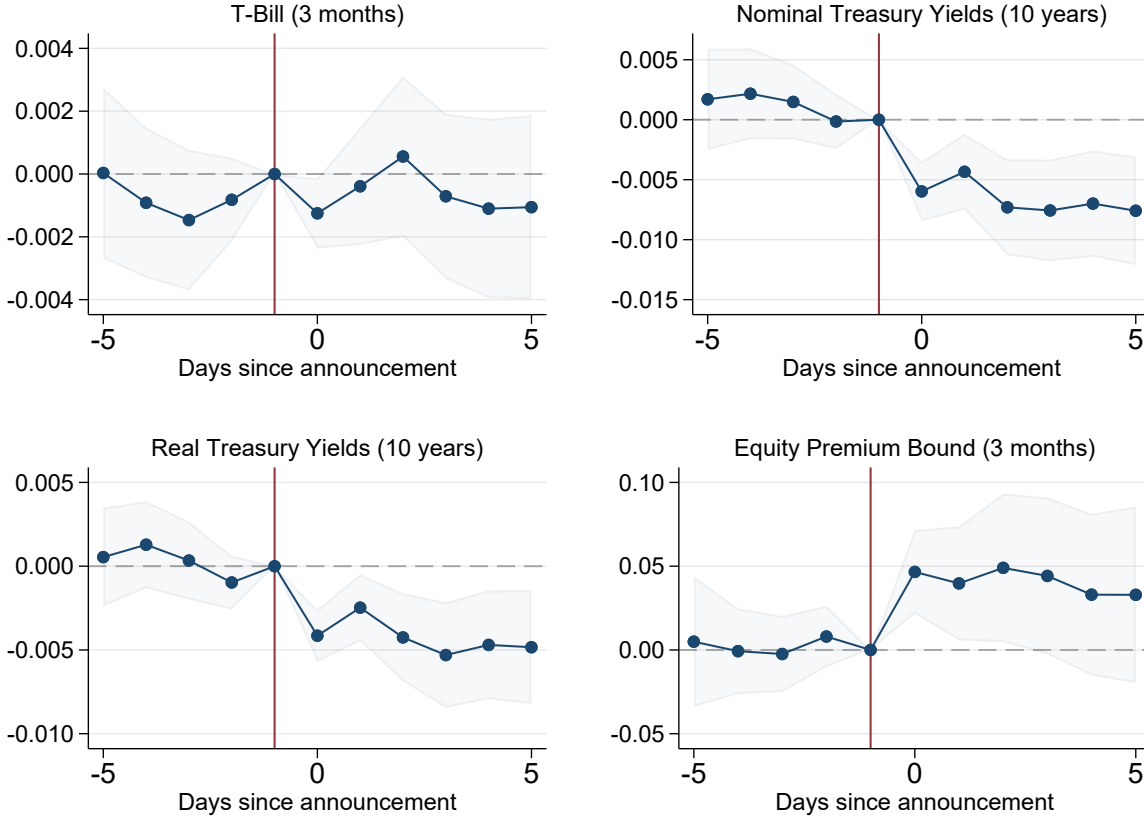 T-Bill (3 months)
0.004
0.002
0.000
-0.002
-0.004
-5 0 5
Days since announcement
Nominal Treasury Yields (10 years)
0.005
0.000
-0.005
-0.010
-0.015
-5 0 5
Days since announcement
Real Treasury Yields (10 years)
0.005
0.000
-0.005
-0.010
-5 0 5
Days since announcement
Equity Premium Bound (3 months)
0.10
0.05
0.00
-0.05
-5 0 5
Days since announcement